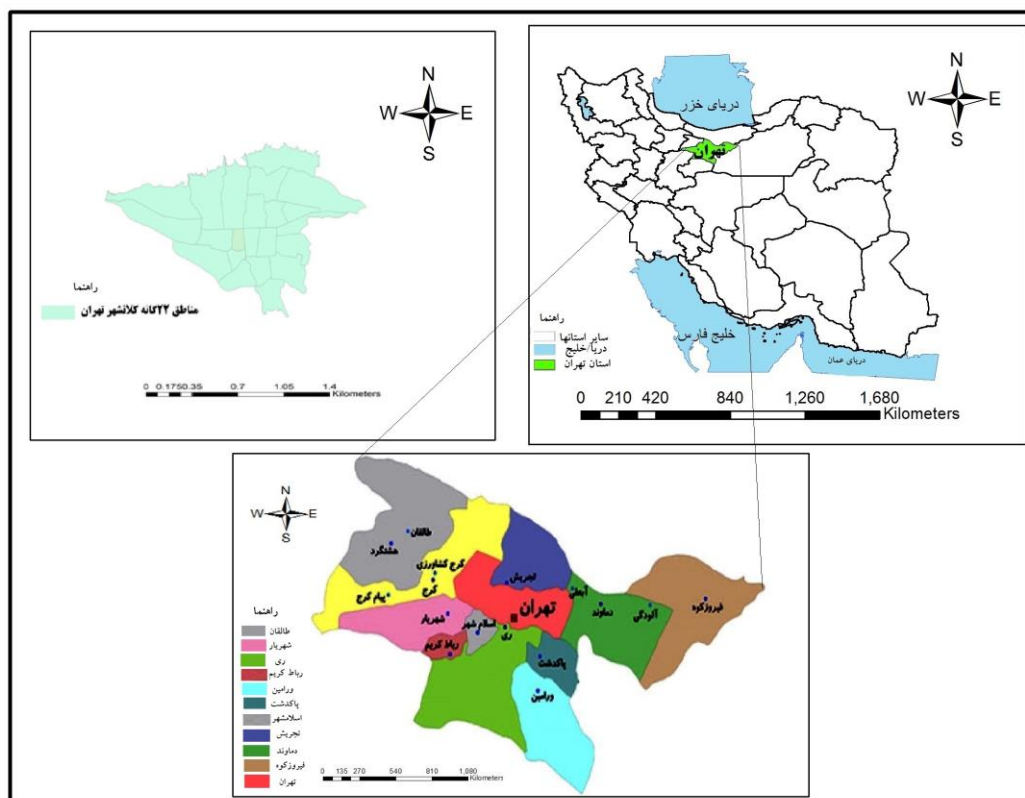 N
W E
S
راهنما
مناطق ۲۲گانه کلانشهر تهران
0 0.175 0.35 0.7 1.05 1.4
Kilometers
N
W E
S
دریای خزر
تهران
خلیج فارس
دریای عمان
راهنما
سایر استانها
دریا/خلیج
استان تهران
0 210 420 840 1,260 1,680
Kilometers
N
W E
S
طالقان
هشتگرد
کرج کشاورزی
کرج
پیام کرج
تجریش
آبعلی
فیروزکوه
آلودگی
دماوند
تهران
شهریار
اسلام شهر
ری
رباط کریم
پاکدشت
ورامین
راهنما
طالقان
شهریار
ری
رباط کریم
ورامین
پاکدشت
اسلامشهر
تجریش
دماوند
فیروزکوه
تهران
0 135 270 540 810 1,080
Kilometers